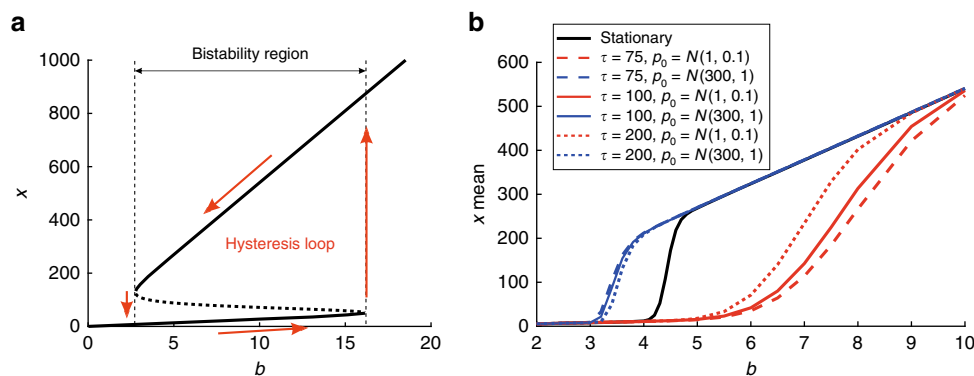 a
Bistability region
Hysteresis loop
x
1000
800
600
400
200
0
0
5
10
15
20
b
b
Stationary
τ = 75, p0 = N(1, 0.1)
τ = 75, p0 = N(300, 1)
τ = 100, p0 = N(1, 0.1)
τ = 100, p0 = N(300, 1)
τ = 200, p0 = N(1, 0.1)
τ = 200, p0 = N(300, 1)
x mean
600
500
400
300
200
100
0
2
3
4
5
6
7
8
9
10
b